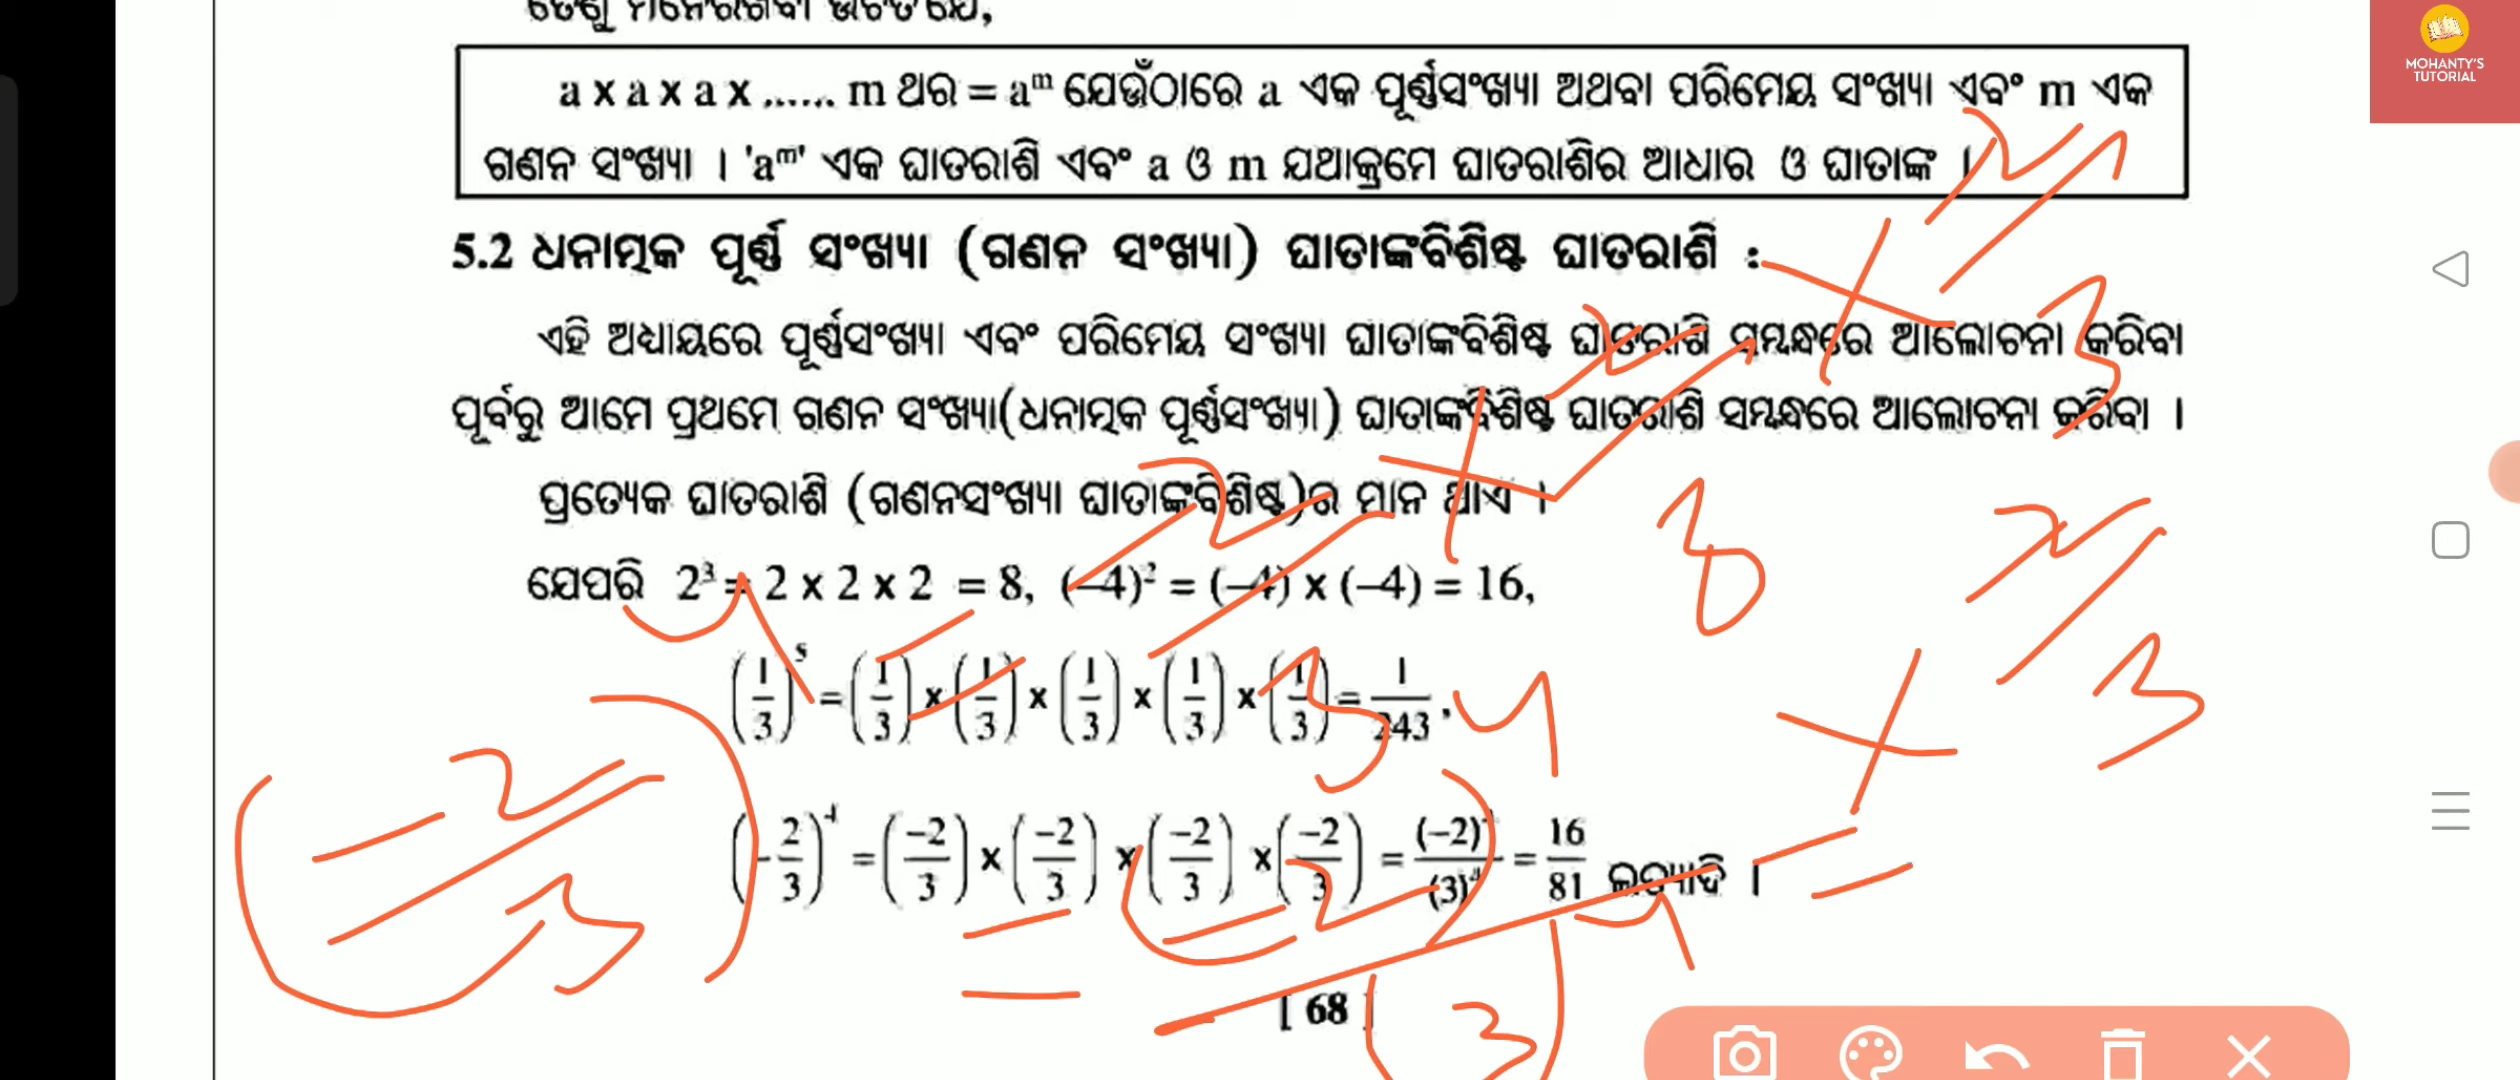 ତେଣୁ ମନେରଖିବା ଉଚିତ ଯେ,
MOHANTY'S
TUTORIAL
a x a x a x ...... m ଥର = aᵐ ଯେଉଁଠାରେ a ଏକ ପୂର୍ଣ୍ଣସଂଖ୍ୟା ଅଥବା ପରିମେୟ ସଂଖ୍ୟା ଏବଂ m ଏକ
ଗଣନ ସଂଖ୍ୟା । 'aᵐ' ଏକ ଘାତରାଶି ଏବଂ a ଓ m ଯଥାକ୍ରମେ ଘାତରାଶିର ଆଧାର ଓ ଘାତାଙ୍କ ।
5.2 ଧନାତ୍ମକ ପୂର୍ଣ୍ଣ ସଂଖ୍ୟା (ଗଣନ ସଂଖ୍ୟା) ଘାତାଙ୍କବିଶିଷ୍ଟ ଘାତରାଶି :
ଏହି ଅଧ୍ୟାୟରେ ପୂର୍ଣ୍ଣସଂଖ୍ୟା ଏବଂ ପରିମେୟ ସଂଖ୍ୟା ଘାତାଙ୍କବିଶିଷ୍ଟ ଘାତରାଶି ସମ୍ବନ୍ଧରେ ଆଲୋଚନା କରିବା
ପୂର୍ବରୁ ଆମେ ପ୍ରଥମେ ଗଣନ ସଂଖ୍ୟା(ଧନାତ୍ମକ ପୂର୍ଣ୍ଣସଂଖ୍ୟା) ଘାତାଙ୍କବିଶିଷ୍ଟ ଘାତରାଶି ସମ୍ବନ୍ଧରେ ଆଲୋଚନା କରିବା ।
ପ୍ରତ୍ୟେକ ଘାତରାଶି (ଗଣନସଂଖ୍ୟା ଘାତାଙ୍କବିଶିଷ୍ଟ)ର ମାନ ଥାଏ ।
ଯେପରି 2³ = 2 x 2 x 2 = 8, (–4)² = (–4) x (–4) = 16,
(1/3)⁵ = (1/3) x (1/3) x (1/3) x (1/3) x (1/3) = 1/243,
(-2/3)⁴ = (–2/3) x (–2/3) x (–2/3) x (–2/3) = (–2)⁴/(3)⁴ = 16/81 ଇତ୍ୟାଦି ।
[ 68 ]